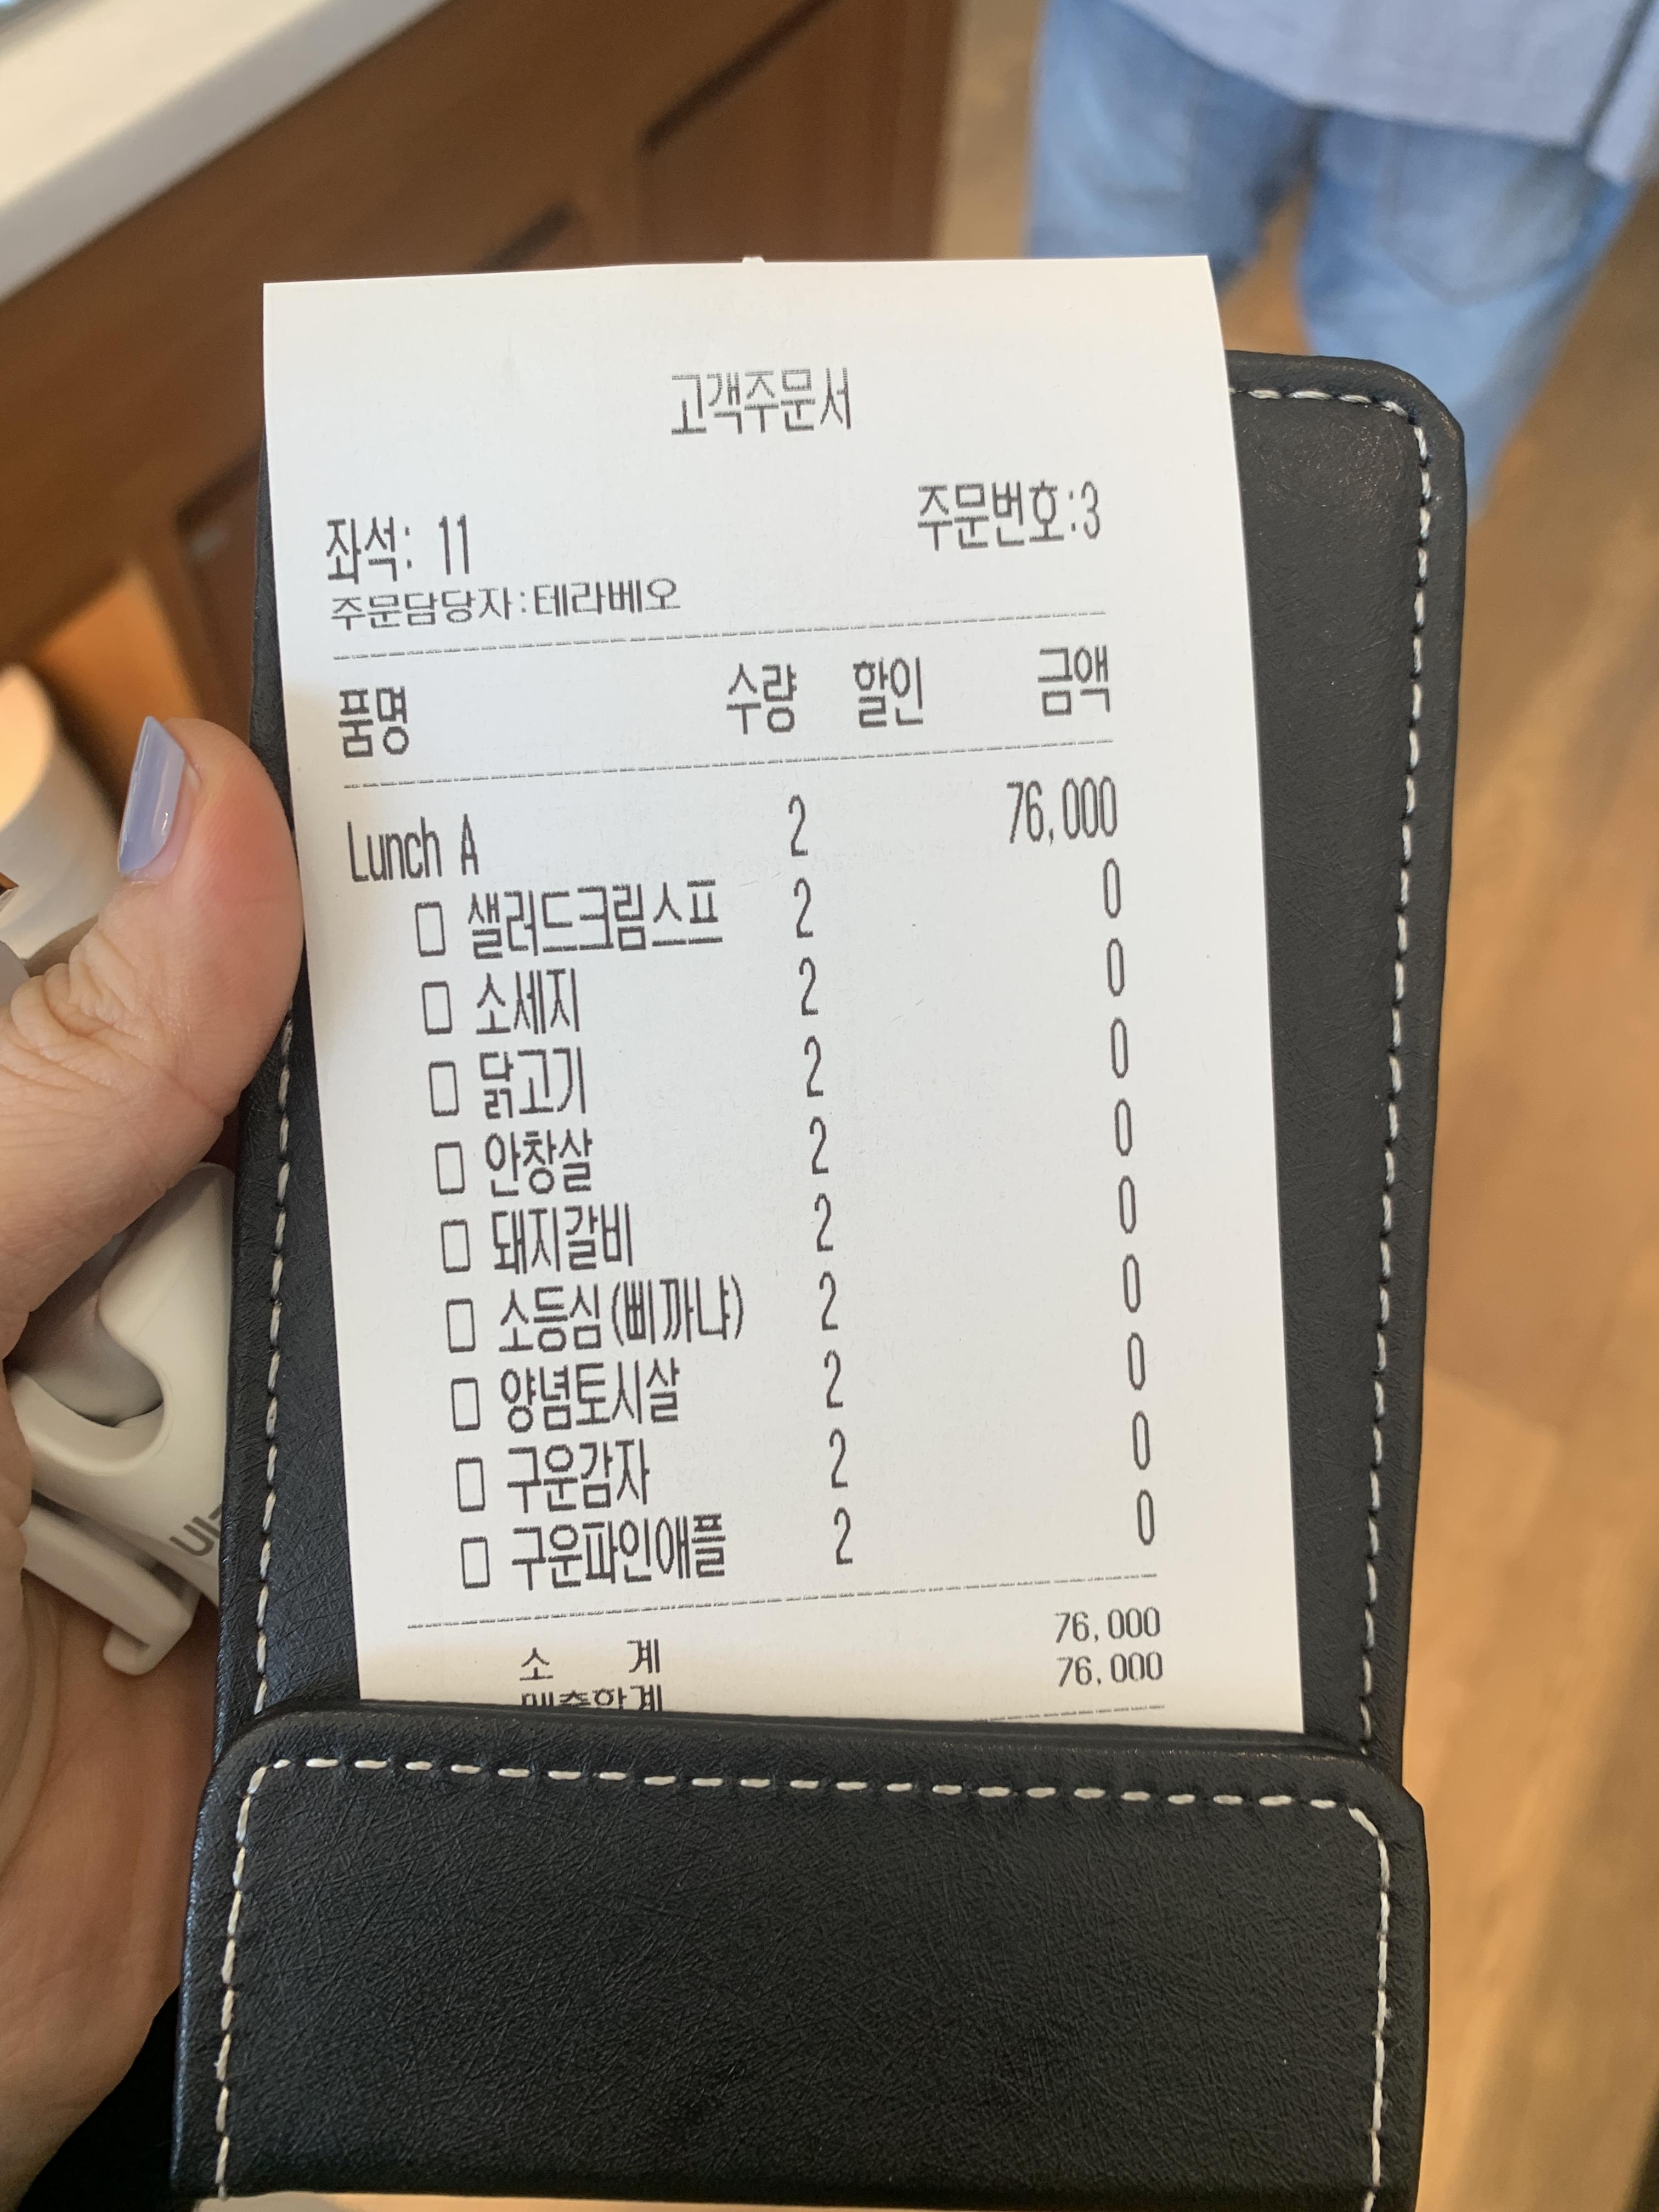 고객주문서
좌석: 11 주문번호:3
주문담당자:테라베오
품명 수량 할인 금액
Lunch A 2 76,000
□ 샐러드크림스프 2 0
□ 소세지 2 0
□ 닭고기 2 0
□ 안창살 2 0
□ 돼지갈비 2 0
□ 소등심(삐까냐) 2 0
□ 양념토시살 2 0
□ 구운감자 2 0
□ 구운파인애플 2 0
소 계 76,000
매출합계 76,000